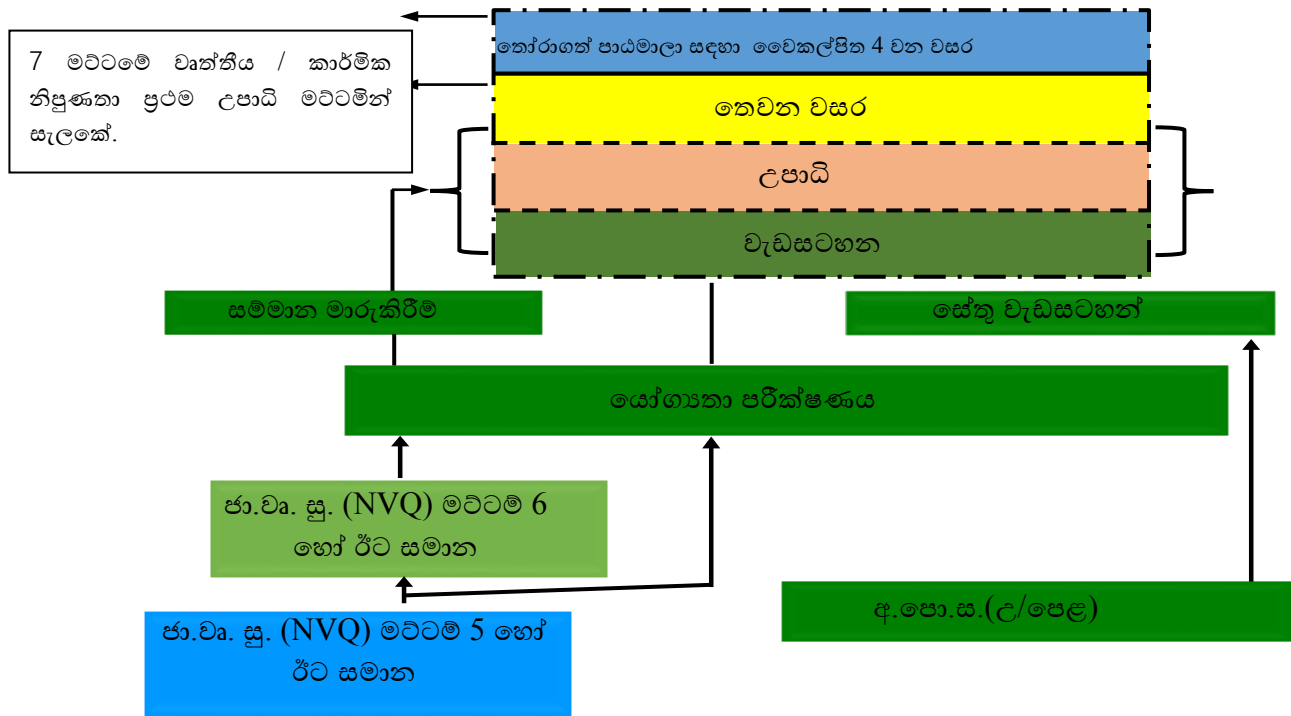 තෝරාගත් පාඨමාලා සඳහා වෛකල්පිත 4 වන වසර
7 මට්ටමේ වෘත්තීය / කාර්මික
නිපුණතා ප්‍රථම උපාධි මට්ටමින්
සැලකේ.
තෙවන වසර
උපාධි
වැඩසටහන
සම්මාන මාරුකිරීම්
සේතු වැඩසටහන්
යෝග්‍යතා පරීක්ෂණය
ජා.වෘ. සු. (NVQ) මට්ටම් 6
හෝ ඊට සමාන
අ.පො.ස.(උ/පෙළ)
ජා.වෘ. සු. (NVQ) මට්ටම් 5 හෝ
ඊට සමාන